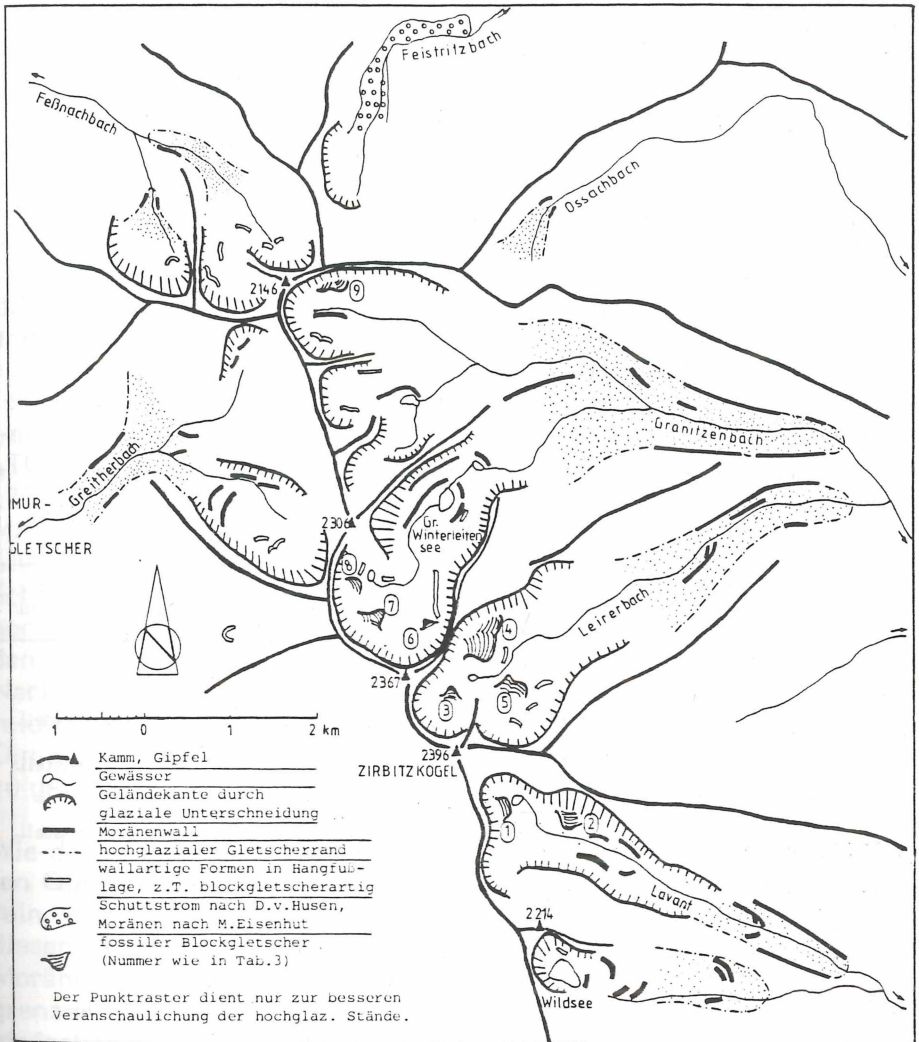 Feistritzbach
Feßnachbach
Ossachbach
2146
9
Granitzenbach
Greitherbach
MUR-
GLETSCHER
2306
Gr.
Winterleiten
see
8
7
6
4
Leirerbach
2367
3
5
2396
ZIRBITZKOGEL
1
2
Lavant
2214
Wildsee
1 0 2 km
Kamm, Gipfel
Gewässer
Geländekante durch
glaziale Unterschneidung
Moränenwall
hochglazialer Gletscherrand
wallartige Formen in Hangfuß-
lage, z.T. blockgletscherartig
Schuttstrom nach D.v.Husen,
Moränen nach M.Eisenhut
fossiler Blockgletscher
(Nummer wie in Tab.3)
Der Punktraster dient nur zur besseren
Veranschaulichung der hochglaz. Stände.